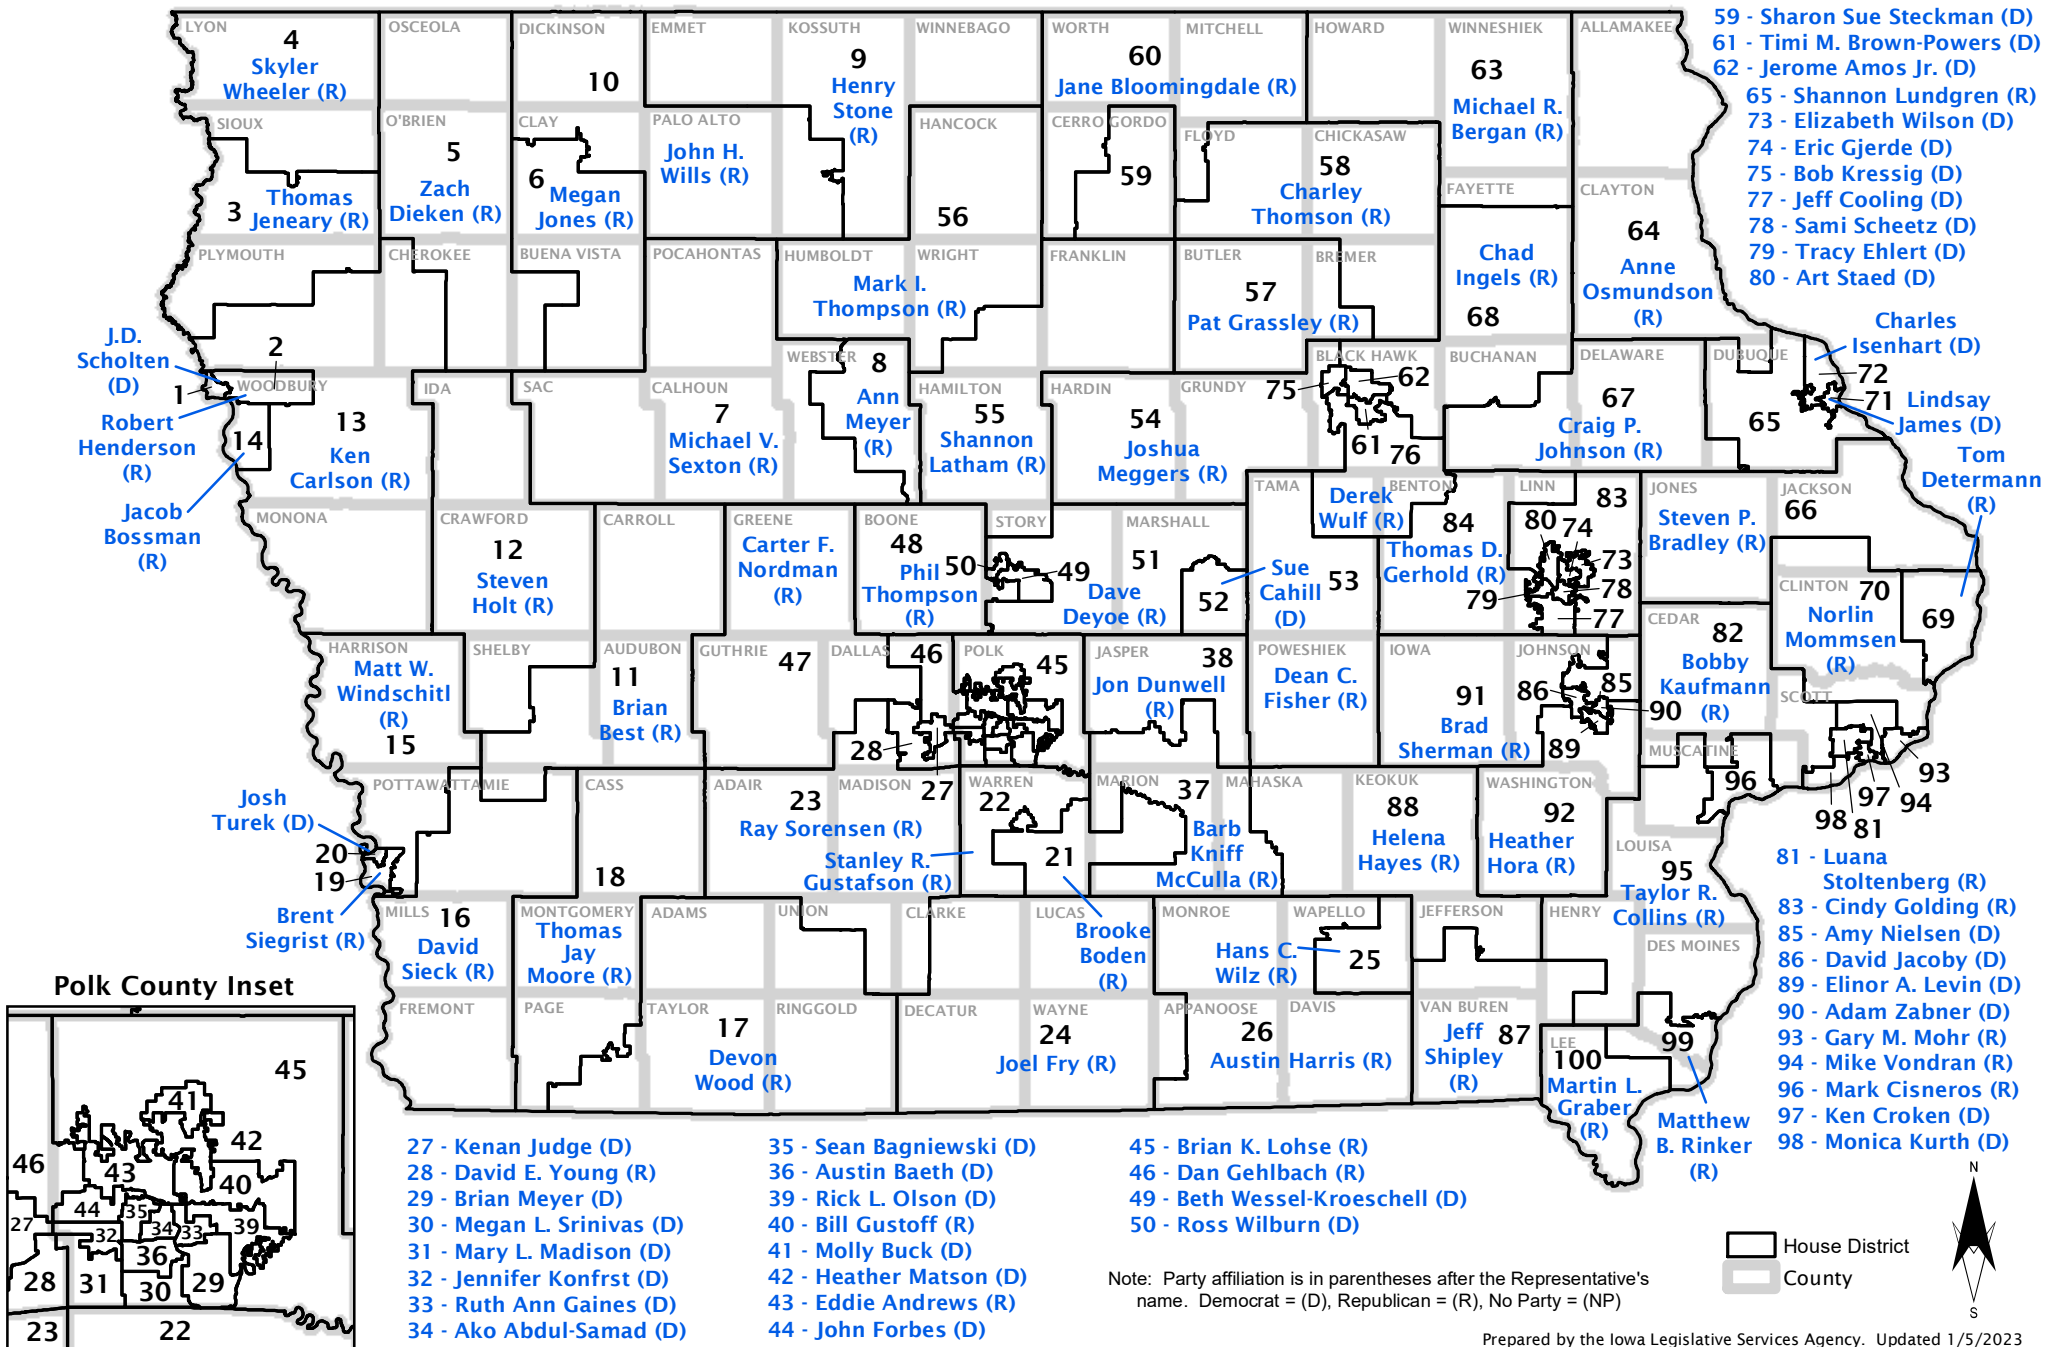 LYON
4
Skyler
Wheeler (R)
OSCEOLA
DICKINSON
10
EMMET
KOSSUTH
9
Henry
Stone
(R)
WINNEBAGO
WORTH
60
Jane Bloomingdale (R)
MITCHELL
HOWARD
WINNESHIEK
63
Michael R.
Bergan (R)
ALLAMAKEE
59 - Sharon Sue Steckman (D)
61 - Timi M. Brown-Powers (D)
62 - Jerome Amos Jr. (D)
65 - Shannon Lundgren (R)
73 - Elizabeth Wilson (D)
74 - Eric Gjerde (D)
75 - Bob Kressig (D)
77 - Jeff Cooling (D)
78 - Sami Scheetz (D)
79 - Tracy Ehlert (D)
80 - Art Staed (D)
SIOUX
3
Thomas
Jeneary (R)
O'BRIEN
5
Zach
Dieken (R)
CLAY
6
Megan
Jones (R)
PALO ALTO
John H.
Wills (R)
HANCOCK
56
CERRO GORDO
59
FLOYD
CHICKASAW
58
Charley
Thomson (R)
FAYETTE
Chad
Ingels (R)
68
CLAYTON
64
Anne
Osmundson
(R)
PLYMOUTH
CHEROKEE
BUENA VISTA
POCAHONTAS
HUMBOLDT
WRIGHT
Mark I.
Thompson (R)
FRANKLIN
BUTLER
57
Pat Grassley (R)
BREMER
J.D.
Scholten
(D)
1
2
WOODBURY
Robert
Henderson
(R)
14
Jacob
Bossman
(R)
13
Ken
Carlson (R)
IDA
SAC
CALHOUN
7
Michael V.
Sexton (R)
WEBSTER
8
Ann
Meyer
(R)
HAMILTON
55
Shannon
Latham (R)
HARDIN
54
Joshua
Meggers (R)
GRUNDY
BLACK HAWK
75
62
61
76
BUCHANAN
DELAWARE
67
Craig P.
Johnson (R)
DUBUQUE
65
Charles
Isenhart (D)
72
71
Lindsay
James (D)
Tom
Determann
(R)
MONONA
CRAWFORD
12
Steven
Holt (R)
CARROLL
GREENE
Carter F.
Nordman
(R)
BOONE
48
Phil
Thompson
(R)
STORY
50
49
MARSHALL
51
Dave
Deyoe (R)
52
Sue
Cahill
(D)
TAMA
53
Derek
Wulf (R)
BENTON
84
Thomas D.
Gerhold (R)
LINN
83
80
74
73
79
78
77
JONES
Steven P.
Bradley (R)
JACKSON
66
CLINTON
70
Norlin
Mommsen
(R)
69
HARRISON
Matt W.
Windschitl
(R)
15
SHELBY
AUDUBON
11
Brian
Best (R)
GUTHRIE
47
DALLAS
46
28
27
POLK
45
JASPER
38
Jon Dunwell
(R)
POWESHIEK
Dean C.
Fisher (R)
IOWA
91
Brad
Sherman (R)
JOHNSON
86
85
90
89
CEDAR
82
Bobby
Kaufmann
(R)
SCOTT
MUSCATINE
96
93
94
97
81
98
POTTAWATTAMIE
Josh
Turek (D)
20
19
Brent
Siegrist (R)
CASS
18
ADAIR
23
Ray Sorensen (R)
MADISON
WARREN
22
Stanley R.
Gustafson (R)
21
Brooke
Boden
(R)
MARION
37
Barb
Kniff
McCulla (R)
MAHASKA
KEOKUK
88
Helena
Hayes (R)
WASHINGTON
92
Heather
Hora (R)
LOUISA
95
Taylor R.
Collins (R)
81 - Luana
Stoltenberg (R)
83 - Cindy Golding (R)
85 - Amy Nielsen (D)
86 - David Jacoby (D)
89 - Elinor A. Levin (D)
90 - Adam Zabner (D)
93 - Gary M. Mohr (R)
94 - Mike Vondran (R)
96 - Mark Cisneros (R)
97 - Ken Croken (D)
98 - Monica Kurth (D)
MILLS
16
David
Sieck (R)
MONTGOMERY
Thomas
Jay
Moore (R)
ADAMS
UNION
CLARKE
LUCAS
MONROE
WAPELLO
Hans C.
Wilz (R)
25
JEFFERSON
HENRY
DES MOINES
FREMONT
PAGE
TAYLOR
17
Devon
Wood (R)
RINGGOLD
DECATUR
WAYNE
24
Joel Fry (R)
APPANOOSE
26
Austin Harris (R)
DAVIS
VAN BUREN
Jeff
Shipley
(R)
87
LEE
100
Martin L.
Graber
(R)
99
Matthew
B. Rinker
(R)
Polk County Inset
45
41
42
46
43
40
44
35
27
32
34
33
39
36
28
31
30
29
23
22
27 - Kenan Judge (D)
28 - David E. Young (R)
29 - Brian Meyer (D)
30 - Megan L. Srinivas (D)
31 - Mary L. Madison (D)
32 - Jennifer Konfrst (D)
33 - Ruth Ann Gaines (D)
34 - Ako Abdul-Samad (D)
35 - Sean Bagniewski (D)
36 - Austin Baeth (D)
39 - Rick L. Olson (D)
40 - Bill Gustoff (R)
41 - Molly Buck (D)
42 - Heather Matson (D)
43 - Eddie Andrews (R)
44 - John Forbes (D)
45 - Brian K. Lohse (R)
46 - Dan Gehlbach (R)
49 - Beth Wessel-Kroeschell (D)
50 - Ross Wilburn (D)
Note: Party affiliation is in parentheses after the Representative's
name. Democrat = (D), Republican = (R), No Party = (NP)
House District
County
N
S
Prepared by the Iowa Legislative Services Agency. Updated 1/5/2023